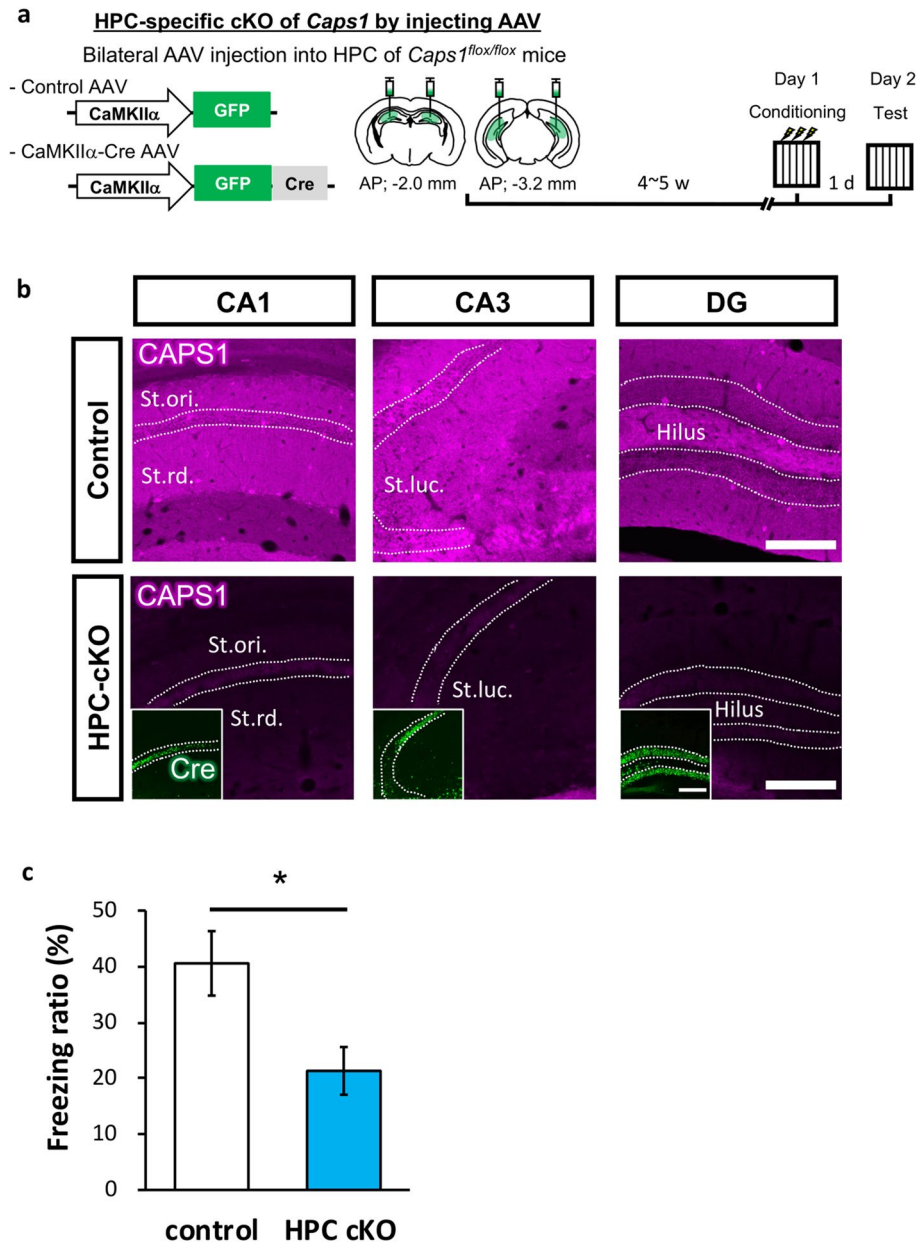 a
HPC-specific cKO of Caps1 by injecting AAV
Bilateral AAV injection into HPC of Caps1flox/flox mice
- Control AAV
CaMKIIα GFP
- CaMKIIα-Cre AAV
CaMKIIα GFP Cre
AP; -2.0 mm AP; -3.2 mm
4~5 w
Day 1
Conditioning
1 d
Day 2
Test
b
CA1 CA3 DG
Control
CAPS1
St.ori.
St.rd.
St.luc.
Hilus
HPC-cKO
CAPS1
St.ori.
St.rd.
Cre
St.luc.
Hilus
c
*
Freezing ratio (%)
50
40
30
20
10
0
control HPC cKO